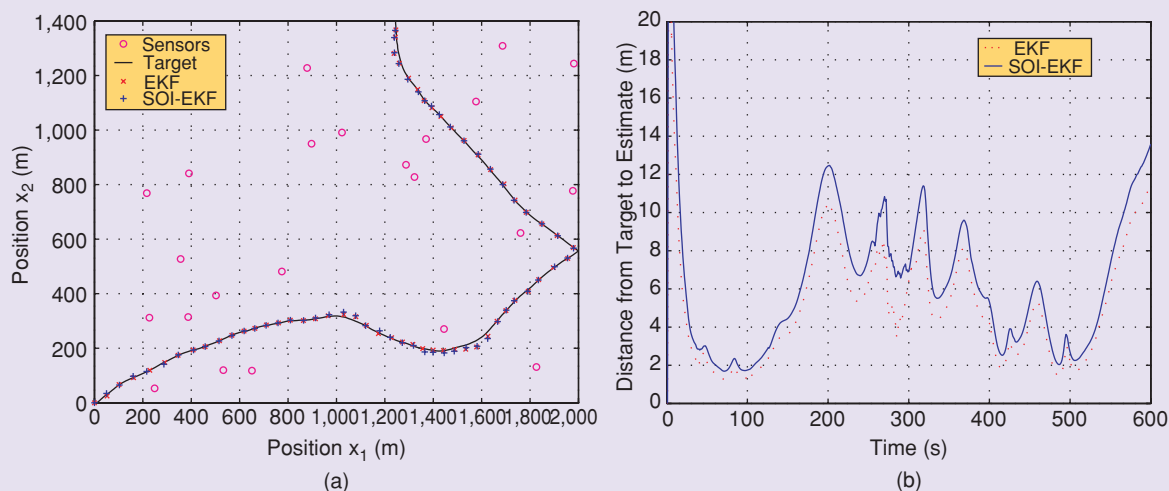 1,400
1,200
1,000
800
600
400
200
0
Position x2 (m)
Sensors
Target
EKF
SOI-EKF
0 200 400 600 800 1,000 1,200 1,400 1,600 1,800 2,000
Position x1 (m)
(a)
20
18
16
14
12
10
8
6
4
2
0
Distance from Target to Estimate (m)
EKF
SOI-EKF
0 100 200 300 400 500 600
Time (s)
(b)